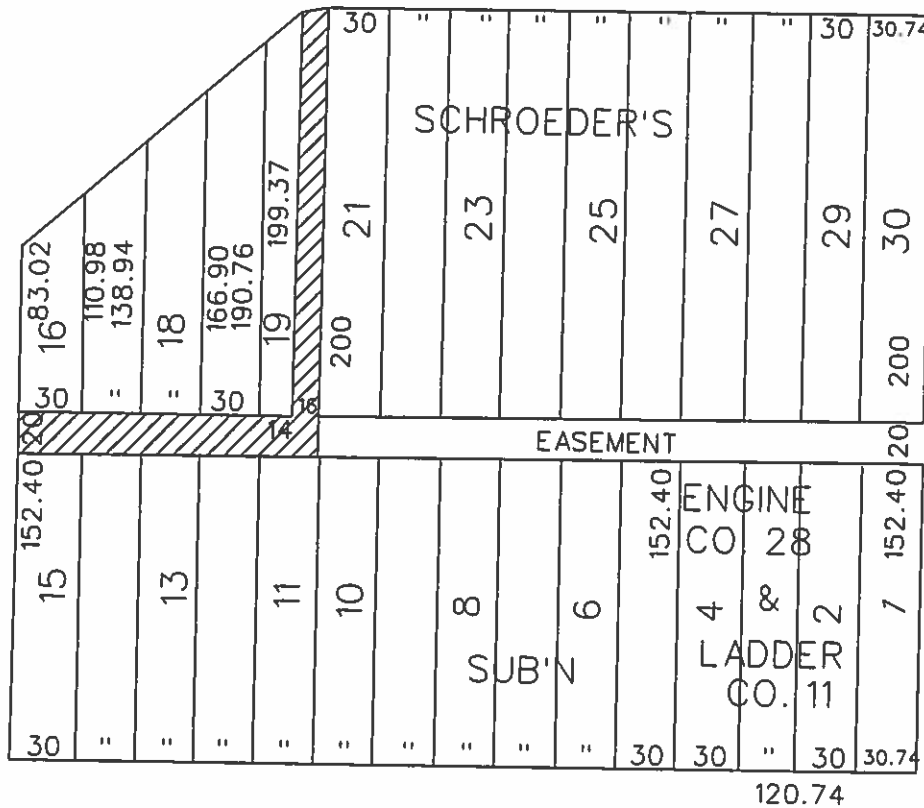 30 " " " " " " " 30 30.74
SCHROEDER'S
83.02 110.98 138.94 166.90 190.76 199.37
16 18 19 21 23 25 27 29 30
200 200
30 " " 30 16
20 14 EASEMENT 20
152.40 152.40 152.40
ENGINE
CO 28
&
LADDER
CO. 11
15 13 11 10 8 6 4 2 1
SUB'N
30 " " " " " " " " " 30 30 " 30 30.74
120.74